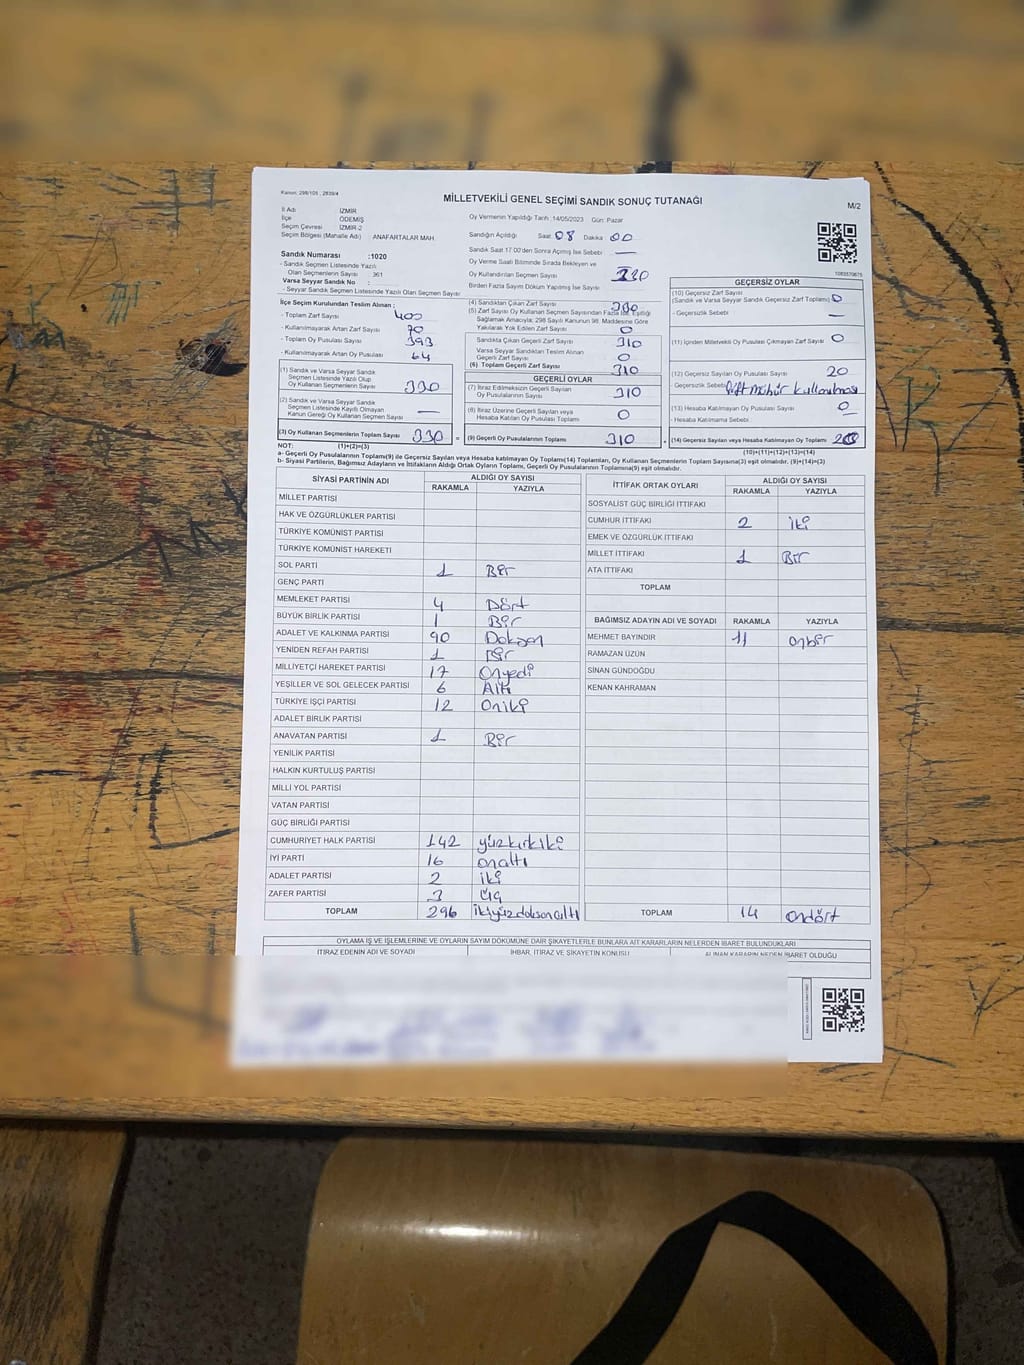 Kanun: 298/105 , 2839/4
MİLLETVEKİLİ GENEL SEÇİMİ SANDIK SONUÇ TUTANAĞI
M/2
İl Adı İZMİR
İlçe ÖDEMİŞ
Seçim Çevresi İZMİR-2
Seçim Bölgesi (Mahalle Adı) ANAFARTALAR MAH.
Sandık Numarası :1020
- Sandık Seçmen Listesinde Yazılı
Olan Seçmenlerin Sayısı 361
Varsa Seyyar Sandık No :
- Seyyar Sandık Seçmen Listesinde Yazılı Olan Seçmen Sayısı
Oy Vermenin Yapıldığı Tarih :14/05/2023 Gün: Pazar
Sandığın Açıldığı Saat 08 Dakika 00
Sandık Saat 17:00'den Sonra Açılmış İse Sebebi —
Oy Verme Saati Bitiminde Sırada Bekleyen ve
Oy Kullandırılan Seçmen Sayısı 330
Birden Fazla Sayım Döküm Yapılmış İse Sayısı
İlçe Seçim Kurulundan Teslim Alınan ;
- Toplam Zarf Sayısı 400
- Kullanılmayarak Artan Zarf Sayısı 70
- Toplam Oy Pusulası Sayısı 393
- Kullanılmayarak Artan Oy Pusulası 64
(1) Sandık ve Varsa Seyyar Sandık
Seçmen Listesinde Yazılı Olup
Oy Kullanan Seçmenlerin Sayısı 330
(2) Sandık ve Varsa Seyyar Sandık
Seçmen Listesinde Kayıtlı Olmayan
Kanun Gereği Oy Kullanan Seçmen Sayısı —
(3) Oy Kullanan Seçmenlerin Toplam Sayısı 330
(1)+(2)=(3)
(4) Sandıktan Çıkan Zarf Sayısı 330
(5) Zarf Sayısı Oy Kullanan Seçmen Sayısından Fazla İse, Eşitliği
Sağlamak Amacıyla; 298 Sayılı Kanunun 98. Maddesine Göre
Yakılarak Yok Edilen Zarf Sayısı 0
Sandıkta Çıkan Geçerli Zarf Sayısı 310
Varsa Seyyar Sandıktan Teslim Alınan
Geçerli Zarf Sayısı 0
(6) Toplam Geçerli Zarf Sayısı 310
GEÇERLİ OYLAR
(7) İtiraz Edilmeksizin Geçerli Sayılan
Oy Pusulalarının Sayısı 310
(8) İtiraz Üzerine Geçerli Sayılan veya
Hesaba Katılan Oy Pusulası Toplamı 0
= (9) Geçerli Oy Pusulalarının Toplamı 310
1083570675
GEÇERSİZ OYLAR
(10) Geçersiz Zarf Sayısı
(Sandık ve Varsa Seyyar Sandık Geçersiz Zarf Toplamı) 0
- Geçersizlik Sebebi —
(11) İçinden Milletvekili Oy Pusulası Çıkmayan Zarf Sayısı 0
(12) Geçersiz Sayılan Oy Pusulası Sayısı 20
- Geçersizlik Sebebi Çift mühür kullanılması
(13) Hesaba Katılmayan Oy Pusulası Sayısı 0
- Hesaba Katılmama Sebebi
+ (14) Geçersiz Sayılan veya Hesaba Katılmayan Oy Toplamı 20
(10)+(11)+(12)+(13)=(14)
NOT:
a- Geçerli Oy Pusulalarının Toplamı(9) ile Geçersiz Sayılan veya Hesaba katılmayan Oy Toplamı(14) Toplamları, Oy Kullanan Seçmenlerin Toplam Sayısına(3) eşit olmalıdır. (9)+(14)=(3)
b- Siyasi Partilerin, Bağımsız Adayların ve İttifakların Aldığı Ortak Oyların Toplamı, Geçerli Oy Pusulalarının Toplamına(9) eşit olmalıdır.
SİYASİ PARTİNİN ADI ALDIĞI OY SAYISI
RAKAMLA YAZIYLA
MİLLET PARTİSİ
HAK VE ÖZGÜRLÜKLER PARTİSİ
TÜRKİYE KOMÜNİST PARTİSİ
TÜRKİYE KOMÜNİST HAREKETİ
SOL PARTİ 1 Bir
GENÇ PARTİ
MEMLEKET PARTİSİ 4 Dört
BÜYÜK BİRLİK PARTİSİ 1 Bir
ADALET VE KALKINMA PARTİSİ 90 Doksan
YENİDEN REFAH PARTİSİ 1 Bir
MİLLİYETÇİ HAREKET PARTİSİ 17 Onyedi
YEŞİLLER VE SOL GELECEK PARTİSİ 6 Altı
TÜRKİYE İŞÇİ PARTİSİ 12 Oniki
ADALET BİRLİK PARTİSİ
ANAVATAN PARTİSİ 1 Bir
YENİLİK PARTİSİ
HALKIN KURTULUŞ PARTİSİ
MİLLİ YOL PARTİSİ
VATAN PARTİSİ
GÜÇ BİRLİĞİ PARTİSİ
CUMHURİYET HALK PARTİSİ 142 yüzkırkiki
İYİ PARTİ 16 onaltı
ADALET PARTİSİ 2 iki
ZAFER PARTİSİ 3 üç
TOPLAM 296 ikiyüzdoksanaltı
İTTİFAK ORTAK OYLARI ALDIĞI OY SAYISI
RAKAMLA YAZIYLA
SOSYALİST GÜÇ BİRLİĞİ İTTİFAKI
CUMHUR İTTİFAKI 2 iki
EMEK VE ÖZGÜRLÜK İTTİFAKI
MİLLET İTTİFAKI 1 Bir
ATA İTTİFAKI
TOPLAM
BAĞIMSIZ ADAYIN ADI VE SOYADI RAKAMLA YAZIYLA
MEHMET BAYINDIR 11 onbir
RAMAZAN ÜZÜN
SİNAN GÜNDOĞDU
KENAN KAHRAMAN
TOPLAM 14 ondört
OYLAMA İŞ VE İŞLEMLERİNE VE OYLARIN SAYIM DÖKÜMÜNE DAİR ŞİKAYETLERLE BUNLARA AİT KARARLARIN NELERDEN İBARET BULUNDUKLARI
İTİRAZ EDENİN ADI VE SOYADI İHBAR, İTİRAZ VE ŞİKAYETİN KONUSU ALINAN KARARIN NEDEN İBARET OLDUĞU